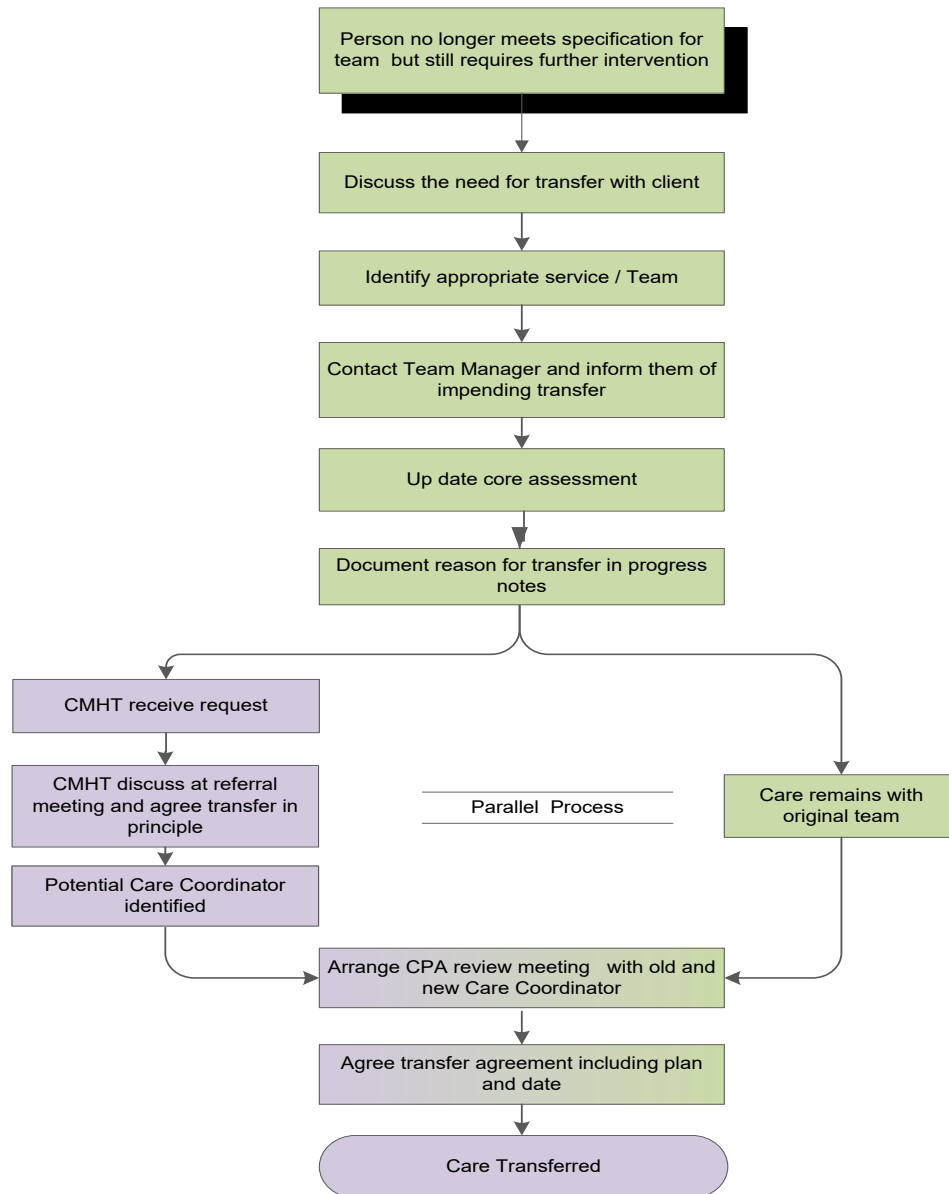 Person no longer meets specification for
team but still requires further intervention
Discuss the need for transfer with client
Identify appropriate service / Team
Contact Team Manager and inform them of
impending transfer
Up date core assessment
Document reason for transfer in progress
notes
CMHT receive request
CMHT discuss at referral
meeting and agree transfer in
principle
Potential Care Coordinator
identified
Parallel Process
Care remains with
original team
Arrange CPA review meeting with old and
new Care Coordinator
Agree transfer agreement including plan
and date
Care Transferred